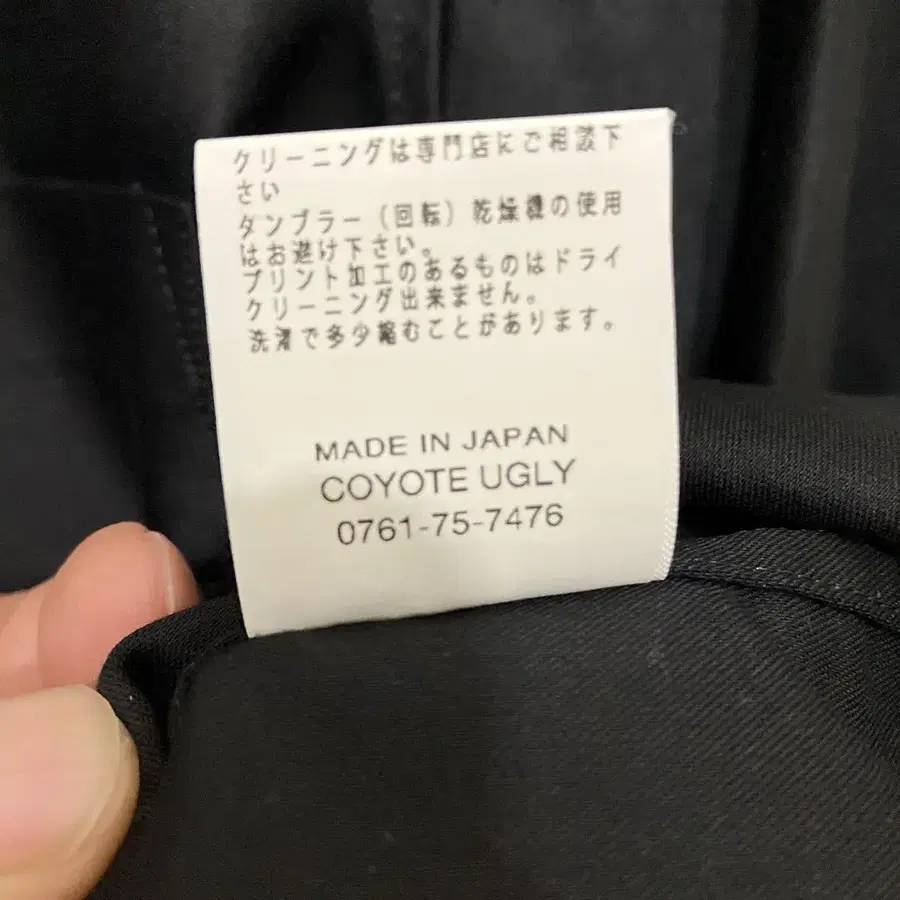 クリーニングは専門店にご相談下
さい
タンブラー（回転）乾燥機の使用
はお避け下さい。
プリント加工のあるものはドライ
クリーニング出来ません。
洗濯で多少縮むことがあります。
MADE IN JAPAN
COYOTE UGLY
0761-75-7476